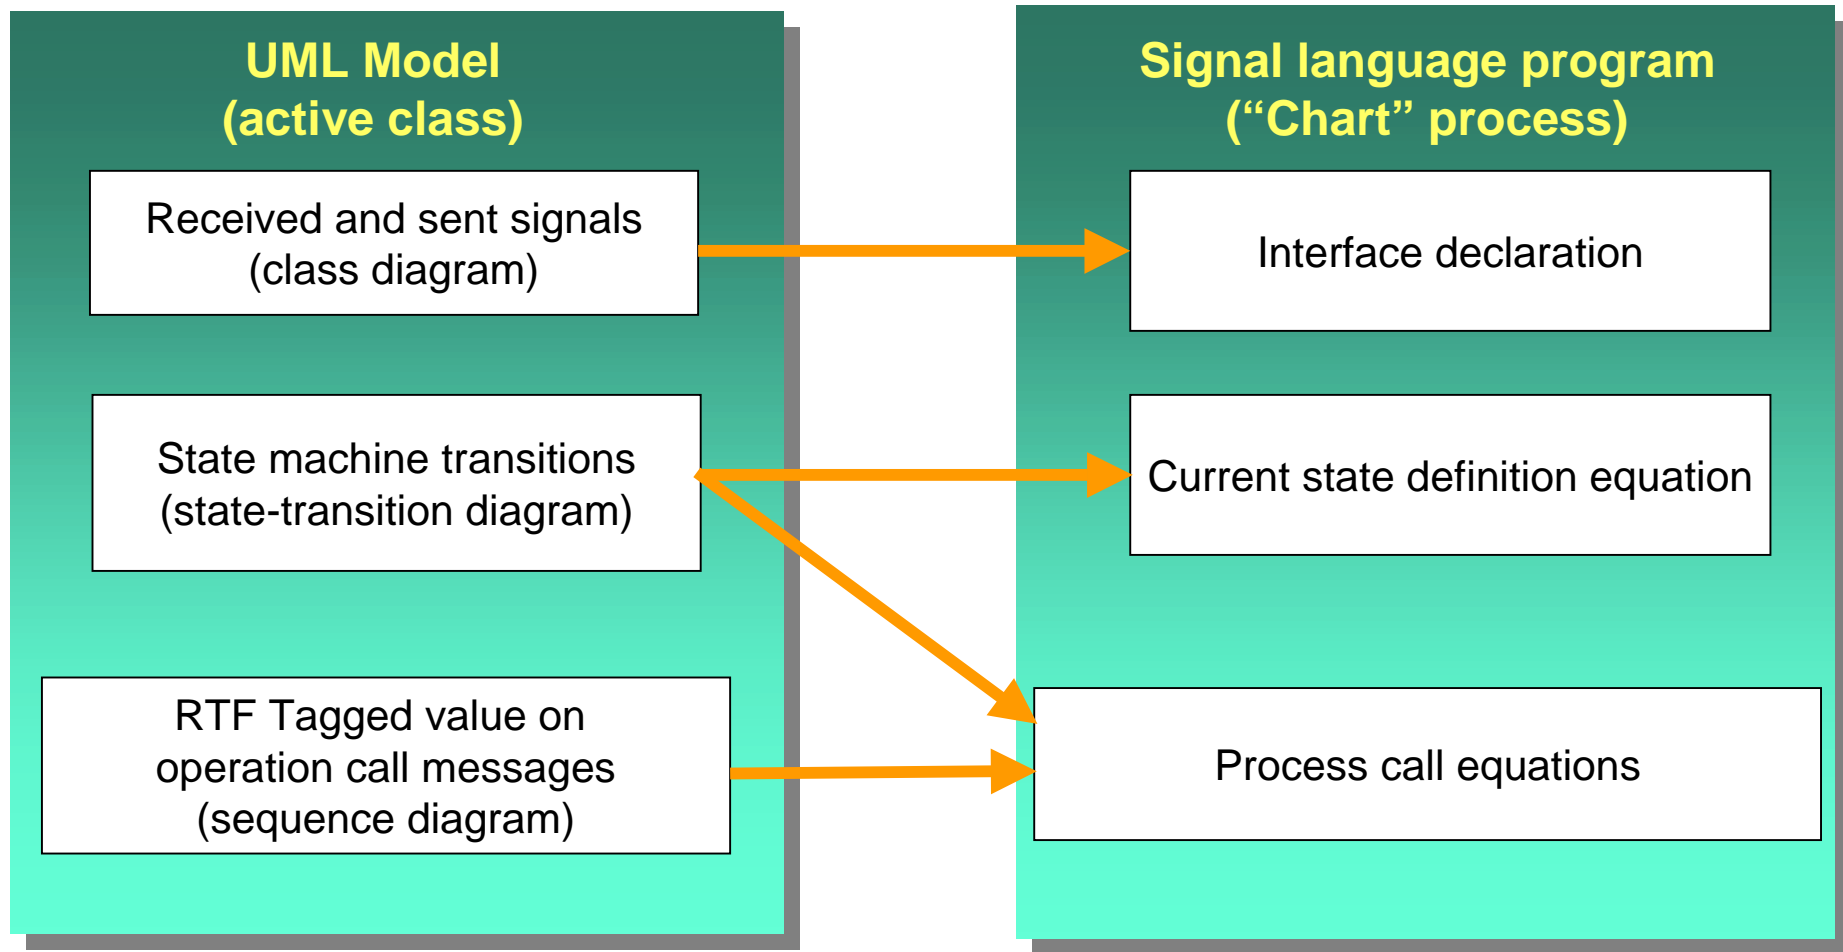 UML Model
(active class)
Received and sent signals
(class diagram)
State machine transitions
(state-transition diagram)
RTF Tagged value on
operation call messages
(sequence diagram)
Signal language program
(“Chart” process)
Interface declaration
Current state definition equation
Process call equations